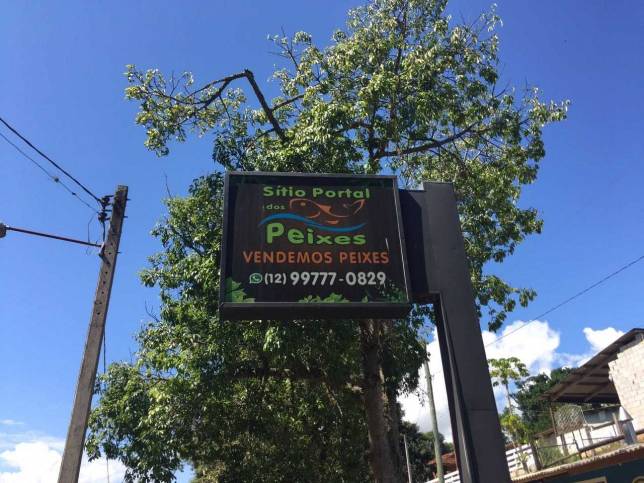 Sítio Portal
dos
Peixes
VENDEMOS PEIXES
(12) 99777-0829